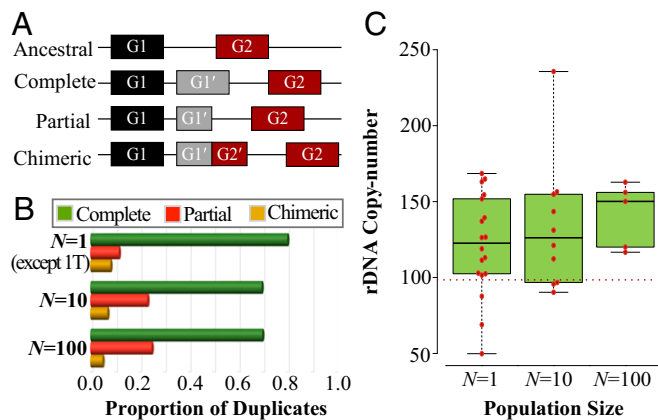 A
Ancestral G1 G2
Complete G1 G1′ G2
Partial G1 G1′ G2
Chimeric G1 G1′ G2′ G2
B
Complete Partial Chimeric
N=1
(except 1T)
N=10
N=100
0.0 0.2 0.4 0.6 0.8 1.0
Proportion of Duplicates
C
rDNA Copy-number
250
200
150
100
50
N=1 N=10 N=100
Population Size